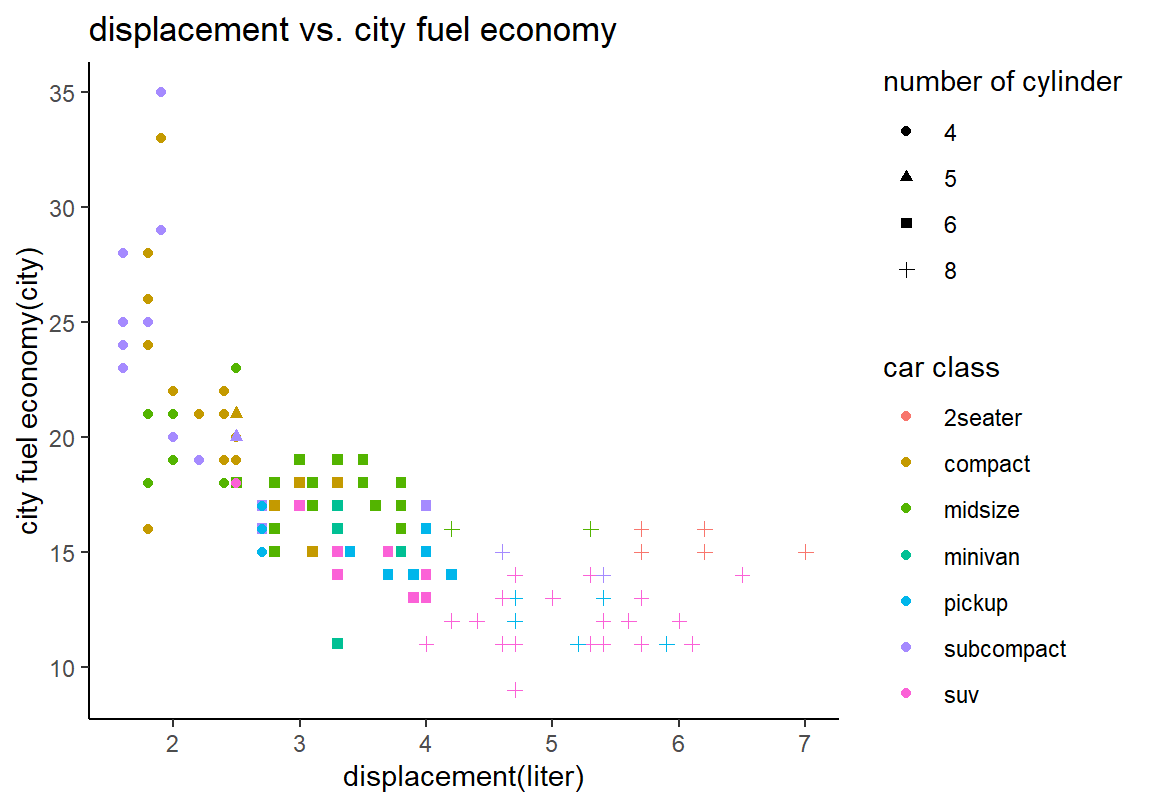 displacement vs. city fuel economy
city fuel economy(city)
35
30
25
20
15
10
2 3 4 5 6 7
displacement(liter)
number of cylinder
4
5
6
8
car class
2seater
compact
midsize
minivan
pickup
subcompact
suv